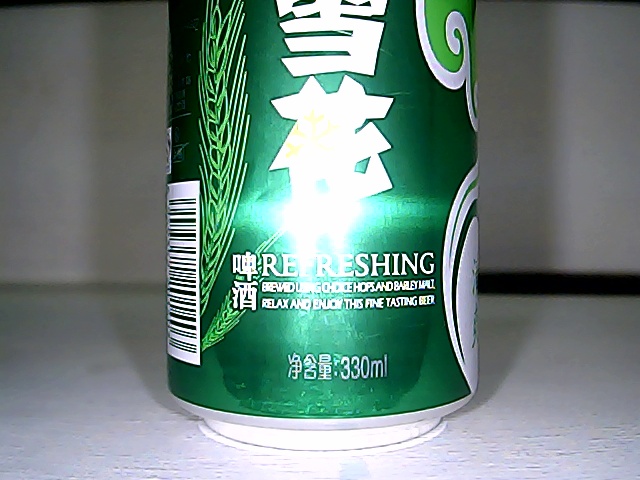 雪花
啤酒
REFRESHING
BREWED USING CHOICE HOPS AND BARLEY MALT.
RELAX AND ENJOY THIS FINE TASTING BEER
净含量:330ml